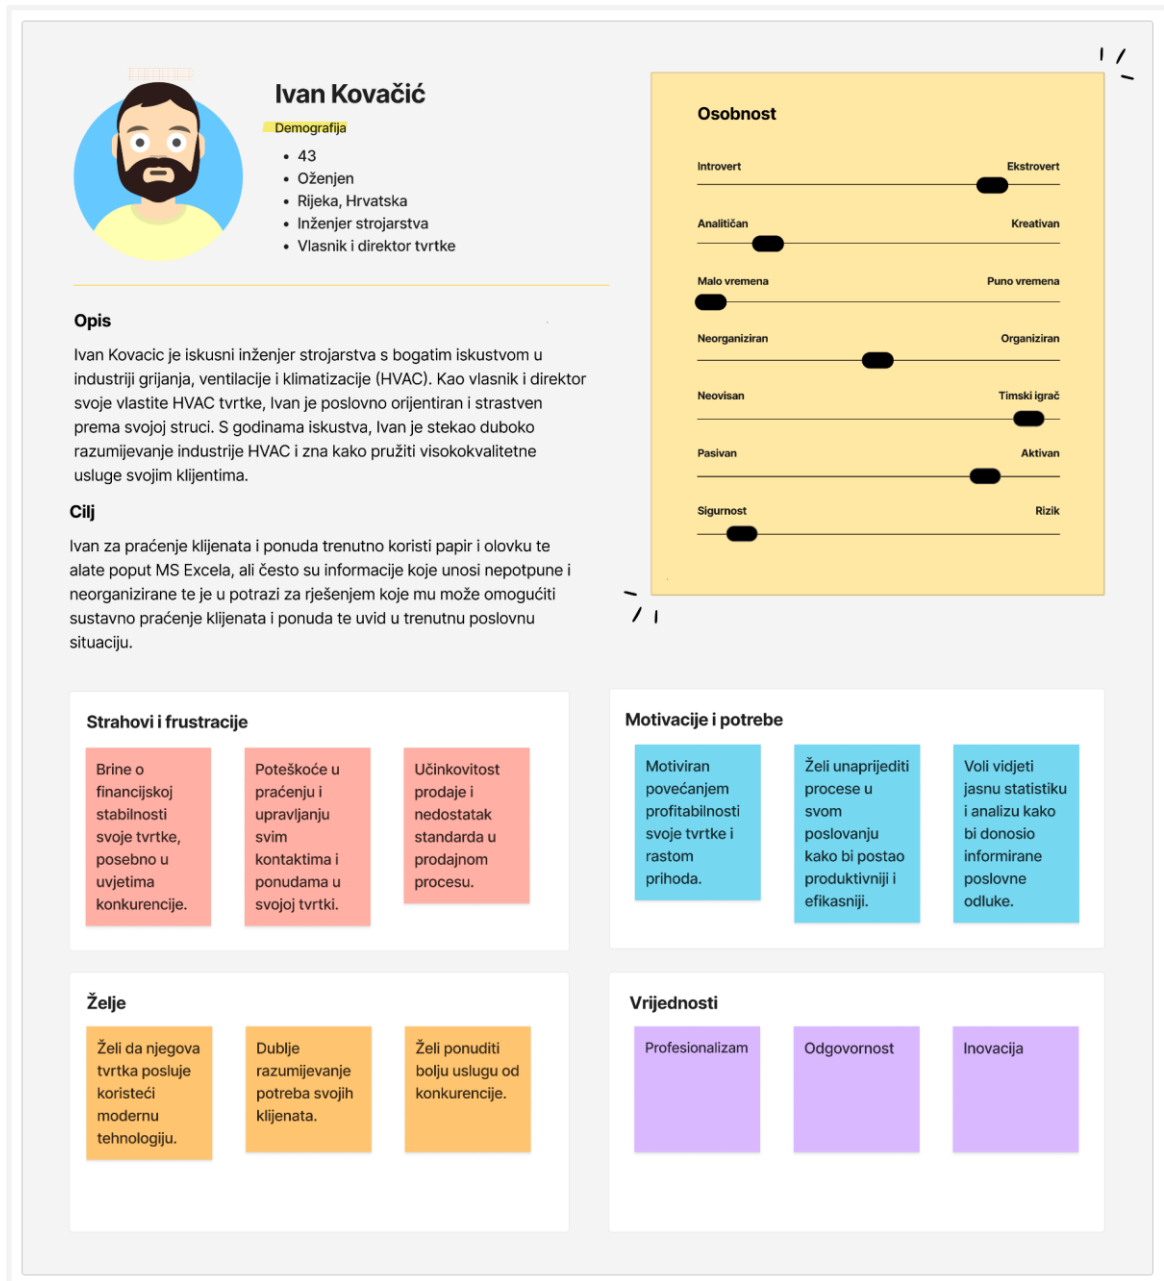 Ivan Kovačić
Demografija
• 43
• Oženjen
• Rijeka, Hrvatska
• Inženjer strojarstva
• Vlasnik i direktor tvrtke
Opis
Ivan Kovacic je iskusni inženjer strojarstva s bogatim iskustvom u
industriji grijanja, ventilacije i klimatizacije (HVAC). Kao vlasnik i direktor
svoje vlastite HVAC tvrtke, Ivan je poslovno orijentiran i strastven
prema svojoj struci. S godinama iskustva, Ivan je stekao duboko
razumijevanje industrije HVAC i zna kako pružiti visokokvalitetne
usluge svojim klijentima.
Cilj
Ivan za praćenje klijenata i ponuda trenutno koristi papir i olovku te
alate poput MS Excela, ali često su informacije koje unosi nepotpune i
neorganizirane te je u potrazi za rješenjem koje mu može omogućiti
sustavno praćenje klijenata i ponuda te uvid u trenutnu poslovnu
situaciju.
Osobnost
Introvert Ekstrovert
Analitičan Kreativan
Malo vremena Puno vremena
Neorganiziran Organiziran
Neovisan Timski igrač
Pasivan Aktivan
Sigurnost Rizik
Strahovi i frustracije
Brine o
financijskoj
stabilnosti
svoje tvrtke,
posebno u
uvjetima
konkurencije.
Poteškoće u
praćenju i
upravljanju
svim
kontaktima i
ponudama u
svojoj tvrtki.
Učinkovitost
prodaje i
nedostatak
standarda u
prodajnom
procesu.
Motivacije i potrebe
Motiviran
povećanjem
profitabilnosti
svoje tvrtke i
rastom
prihoda.
Želi unaprijediti
procese u
svom
poslovanju
kako bi postao
produktivniji i
efikasniji.
Voli vidjeti
jasnu statistiku
i analizu kako
bi donosio
informirane
poslovne
odluke.
Želje
Želi da njegova
tvrtka posluje
koristeći
modernu
tehnologiju.
Dublje
razumijevanje
potreba svojih
klijenata.
Želi ponuditi
bolju uslugu od
konkurencije.
Vrijednosti
Profesionalizam
Odgovornost
Inovacija